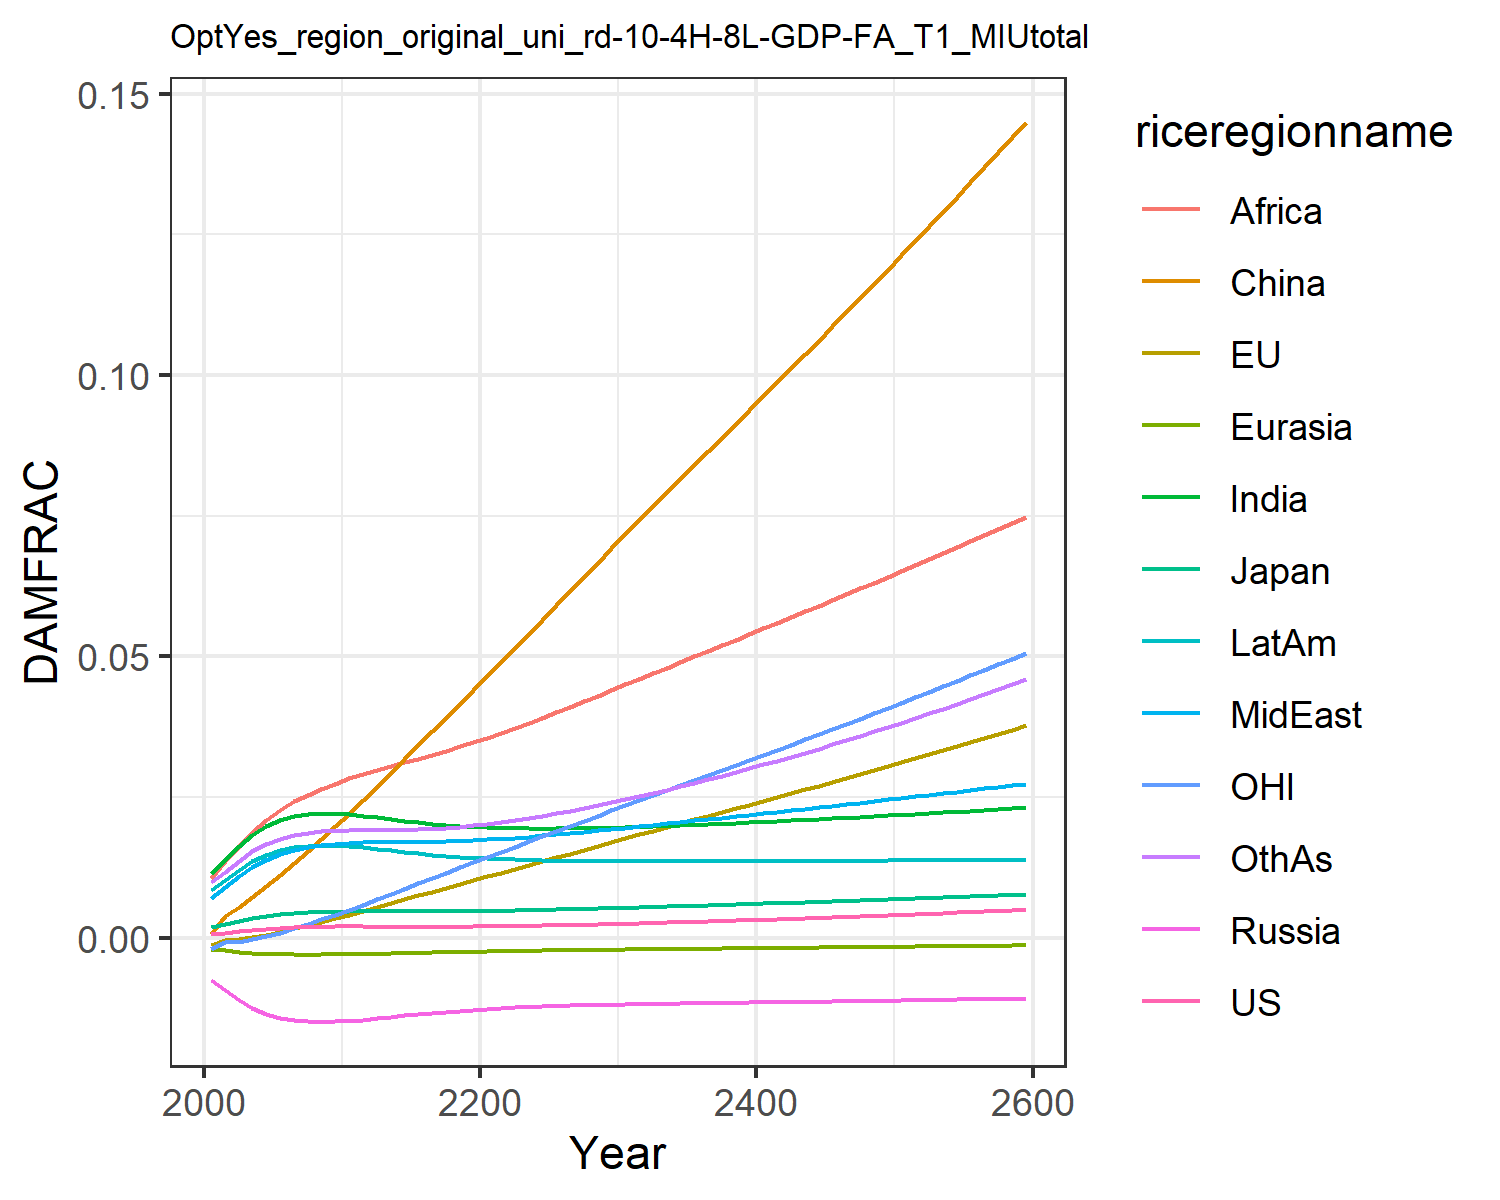 OptYes_region_original_uni_rd-10-4H-8L-GDP-FA_T1_MIUtotal
0.15
0.10
0.05
0.00
DAMFRAC
2000
2200
2400
2600
Year
riceregionname
Africa
China
EU
Eurasia
India
Japan
LatAm
MidEast
OHI
OthAs
Russia
US